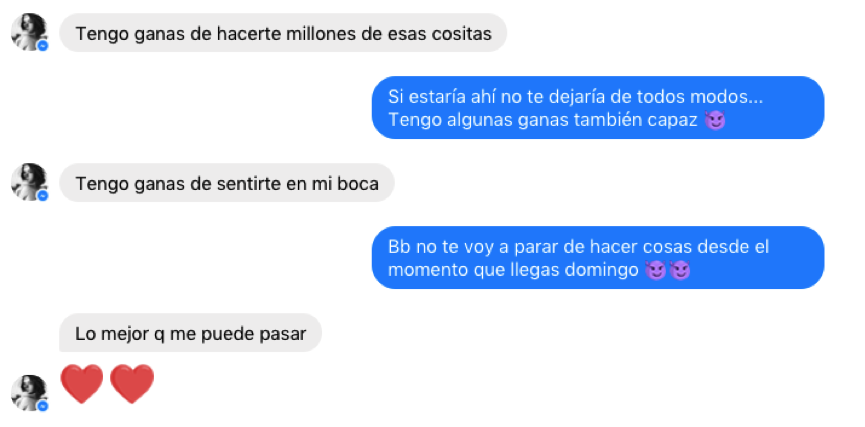 Tengo ganas de hacerte millones de esas cositas
Si estaría ahí no te dejaría de todos modos...
Tengo algunas ganas también capaz 😈
Tengo ganas de sentirte en mi boca
Bb no te voy a parar de hacer cosas desde el
momento que llegas domingo 😈😈
Lo mejor q me puede pasar
❤️❤️